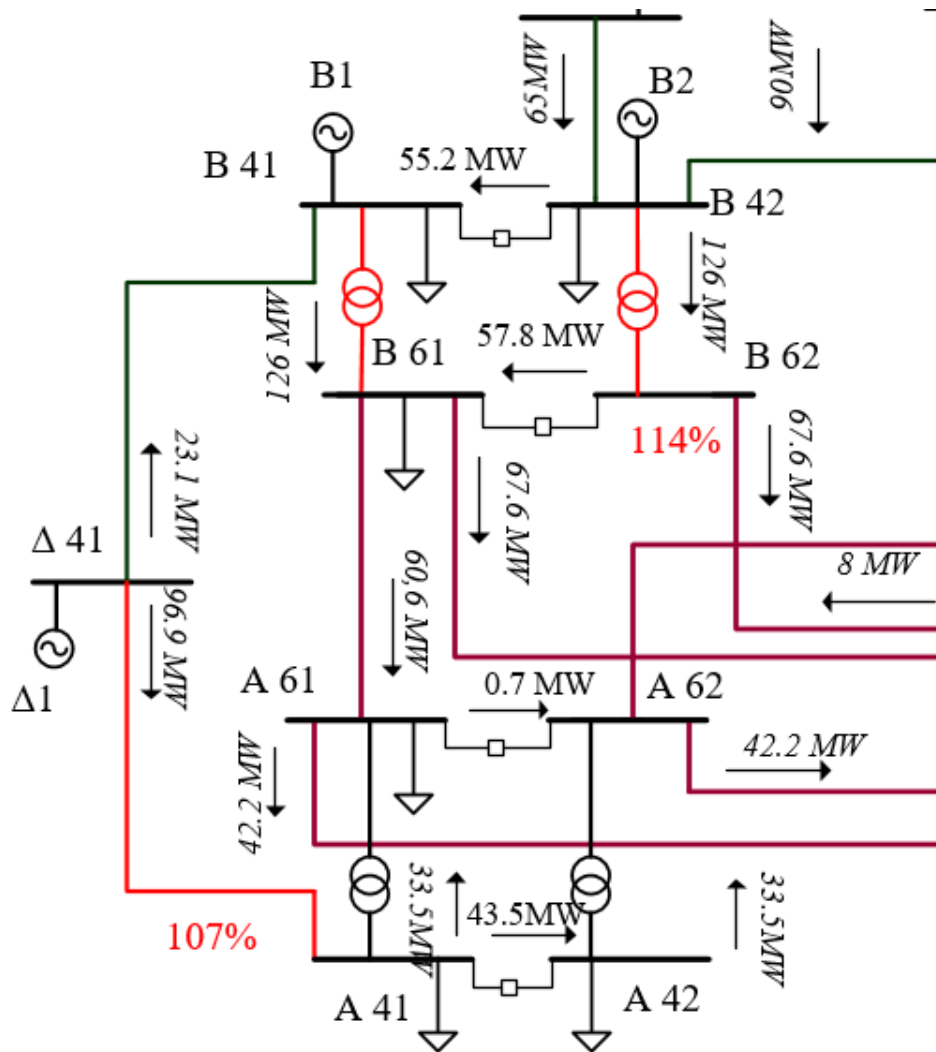 B1
B2
65MW
90MW
B 41
55.2 MW
B 42
126 MW
126 MW
57.8 MW
B 61
B 62
114%
67.6 MW
67.6 MW
23.1 MW
Δ 41
96.9 MW
60,6 MW
8 MW
Δ1
A 61
0.7 MW
A 62
42.2 MW
42.2 MW
33.5MW
43.5MW
33.5MW
107%
A 41
A 42